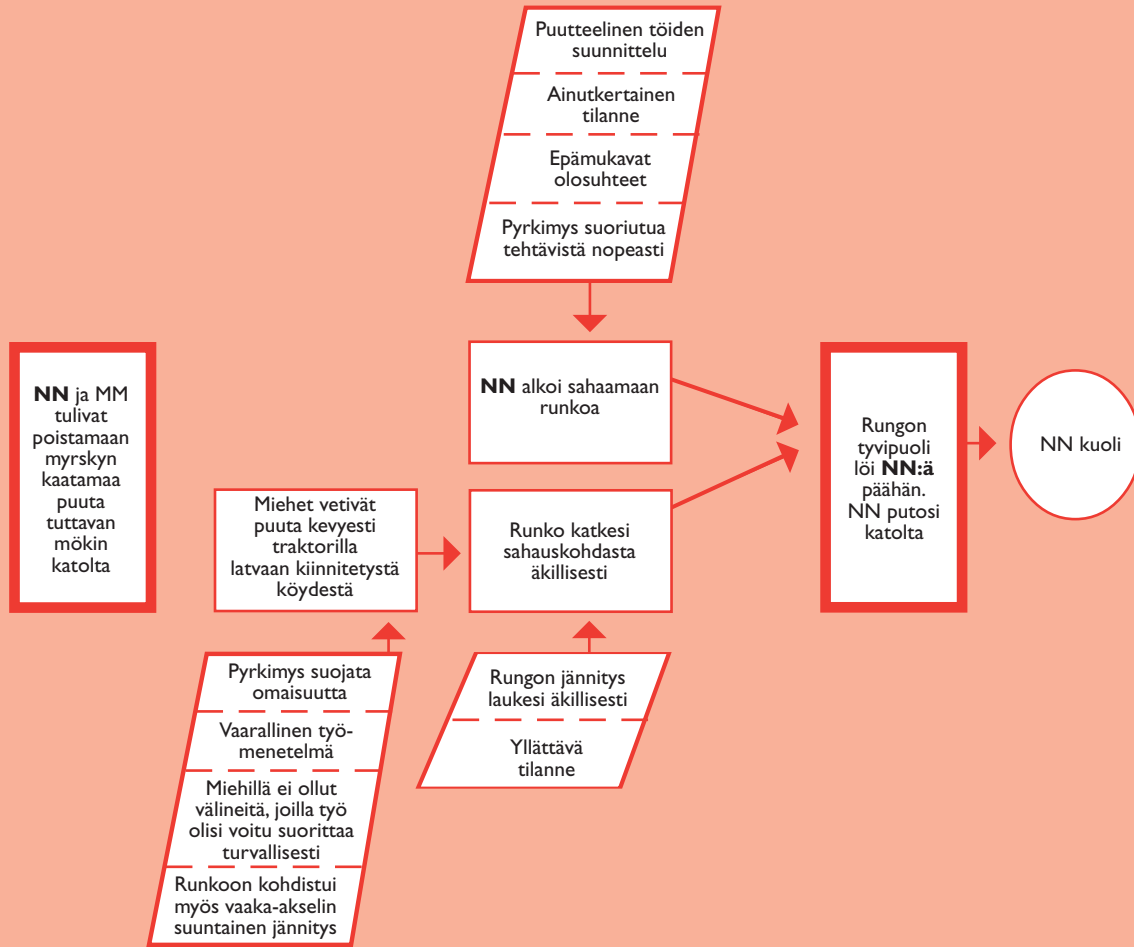 Puutteelinen töiden
suunnittelu
Ainutkertainen
tilanne
Epämukavat
olosuhteet
Pyrkimys suoriutua
tehtävistä nopeasti
NN ja MM
tulivat
poistamaan
myrskyn
kaatamaa
puuta
tuttavan
mökin
katolta
NN alkoi sahaamaan
runkoa
Miehet vetivät
puuta kevyesti
traktorilla
latvaan kiinnitetystä
köydestä
Runko katkesi
sahauskohdasta
äkillisesti
Rungon
tyvipuoli
löi NN:ä
päähän.
NN putosi
katolta
NN kuoli
Pyrkimys suojata
omaisuutta
Vaarallinen työ-
menetelmä
Miehillä ei ollut
välineitä, joilla työ
olisi voitu suorittaa
turvallisesti
Runkoon kohdistui
myös vaaka-akselin
suuntainen jännitys
Rungon jännitys
laukesi äkillisesti
Yllättävä
tilanne